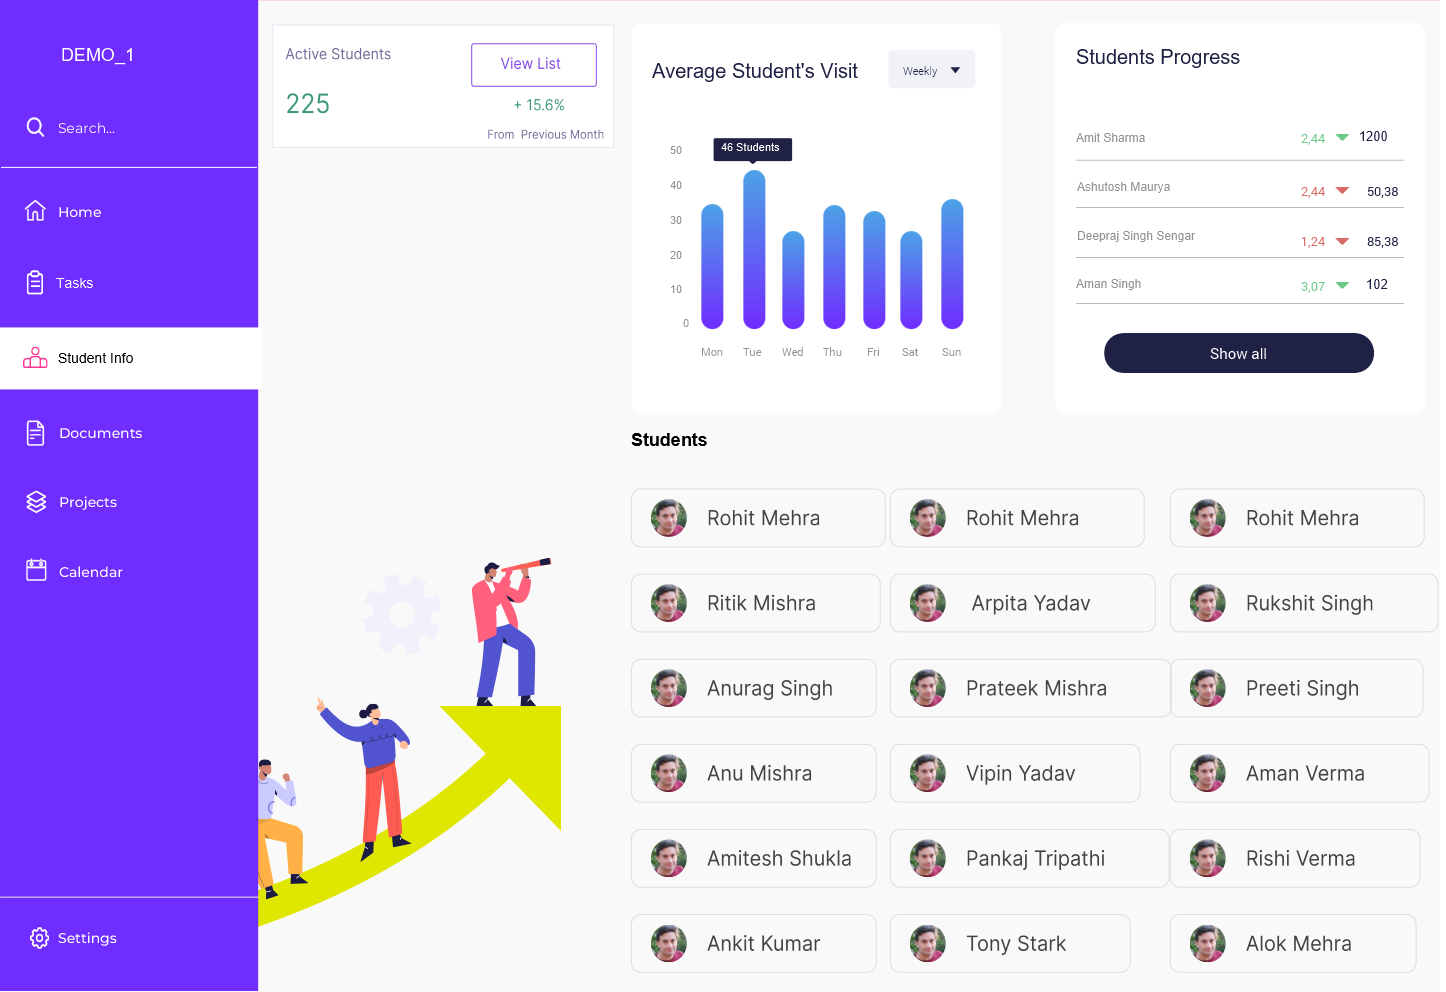 DEMO_1
Search...
Home
Tasks
Student Info
Documents
Projects
Calendar
Settings
Active Students
View List
225
+ 15.6%
From Previous Month
Average Student's Visit
Weekly
46 Students
50
40
30
20
10
0
Mon Tue Wed Thu Fri Sat Sun
Students Progress
Amit Sharma 2,44 1200
Ashutosh Maurya 2,44 50,38
Deepraj Singh Sengar 1,24 85,38
Aman Singh 3,07 102
Show all
Students
Rohit Mehra Rohit Mehra Rohit Mehra
Ritik Mishra Arpita Yadav Rukshit Singh
Anurag Singh Prateek Mishra Preeti Singh
Anu Mishra Vipin Yadav Aman Verma
Amitesh Shukla Pankaj Tripathi Rishi Verma
Ankit Kumar Tony Stark Alok Mehra